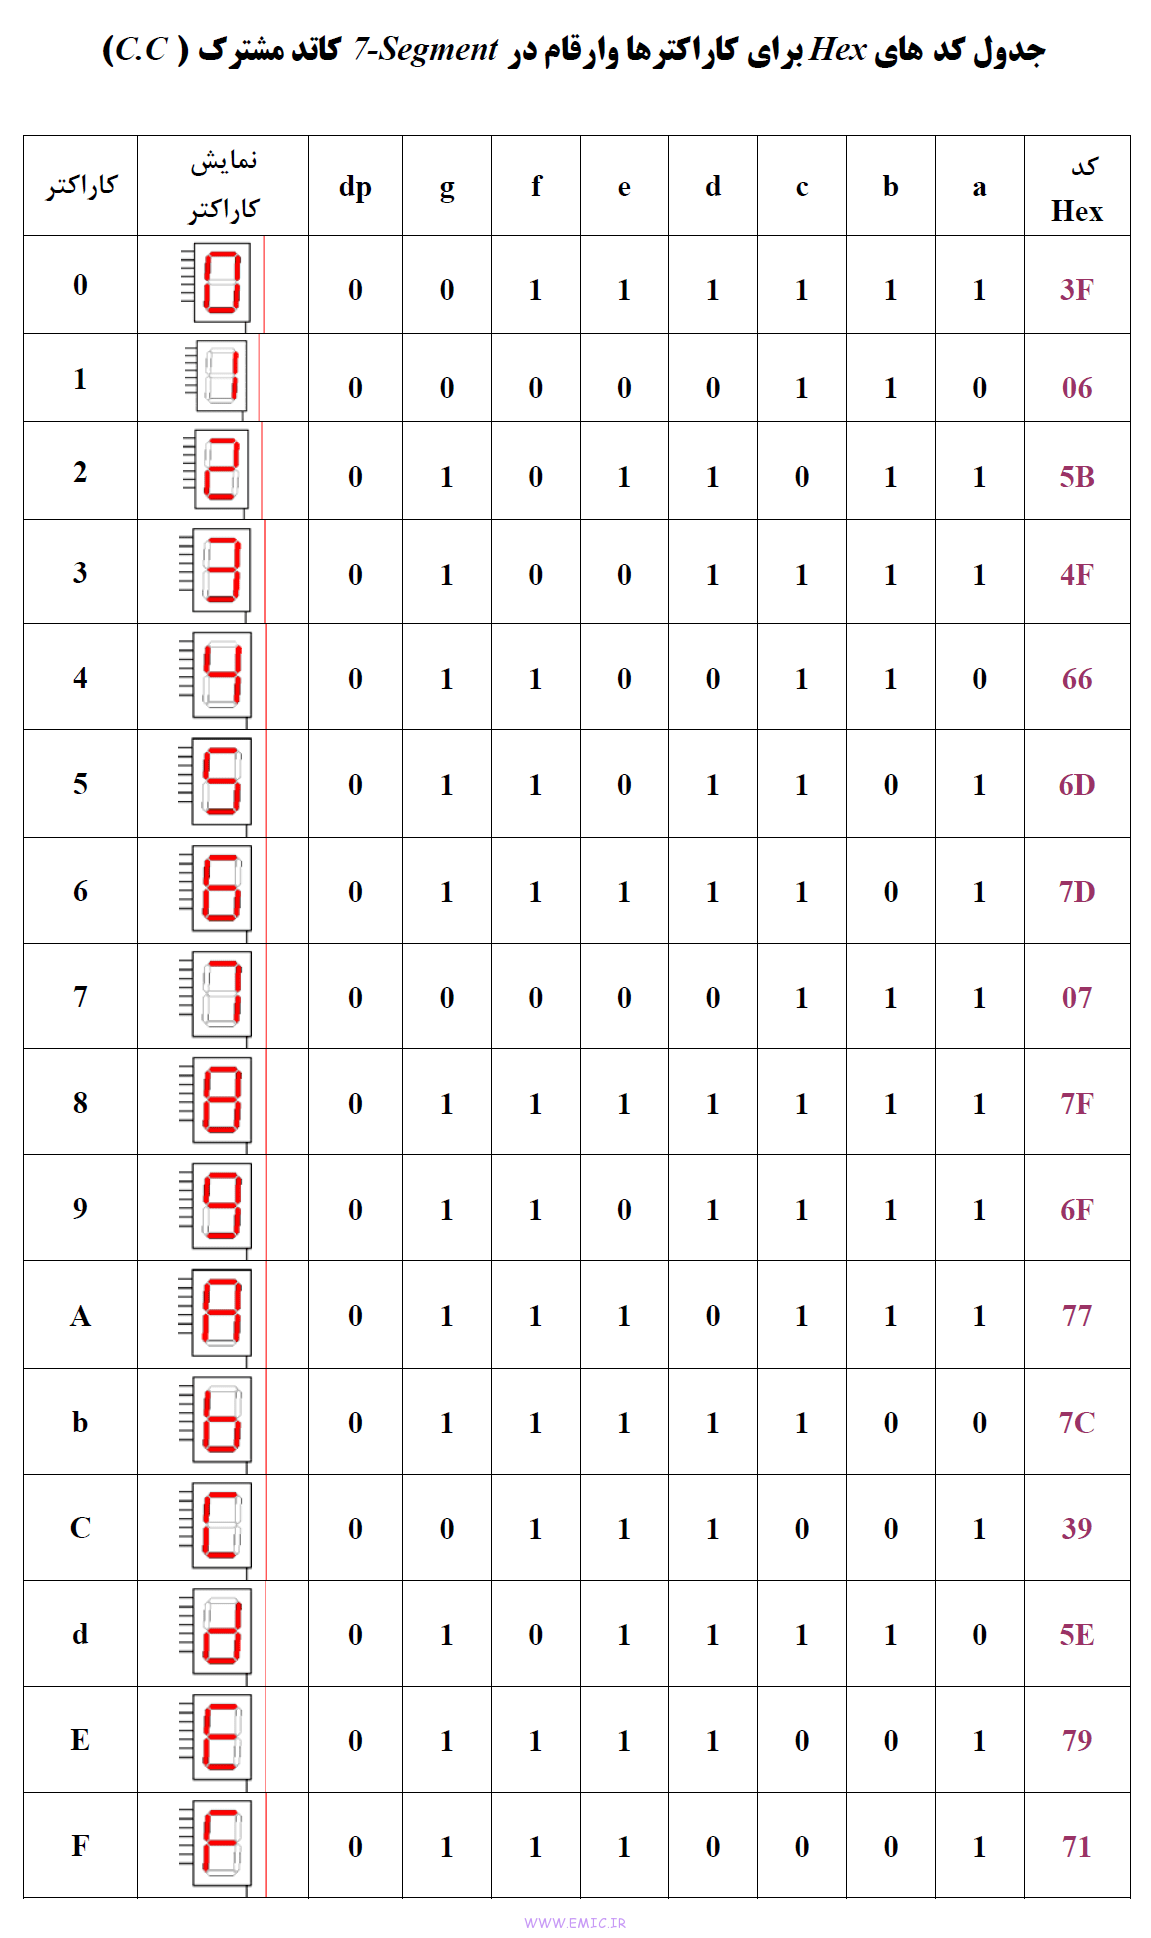 جدول کد های Hex برای کاراکترها وارقام در 7-Segment کاتد مشترک ( C.C)
کاراکتر نمایش کاراکتر dp g f e d c b a کد Hex
0 0 0 1 1 1 1 1 1 3F
1 0 0 0 0 0 1 1 0 06
2 0 1 0 1 1 0 1 1 5B
3 0 1 0 0 1 1 1 1 4F
4 0 1 1 0 0 1 1 0 66
5 0 1 1 0 1 1 0 1 6D
6 0 1 1 1 1 1 0 1 7D
7 0 0 0 0 0 1 1 1 07
8 0 1 1 1 1 1 1 1 7F
9 0 1 1 0 1 1 1 1 6F
A 0 1 1 1 0 1 1 1 77
b 0 1 1 1 1 1 0 0 7C
C 0 0 1 1 1 0 0 1 39
d 0 1 0 1 1 1 1 0 5E
E 0 1 1 1 1 0 0 1 79
F 0 1 1 1 0 0 0 1 71
WWW.EMIC.IR